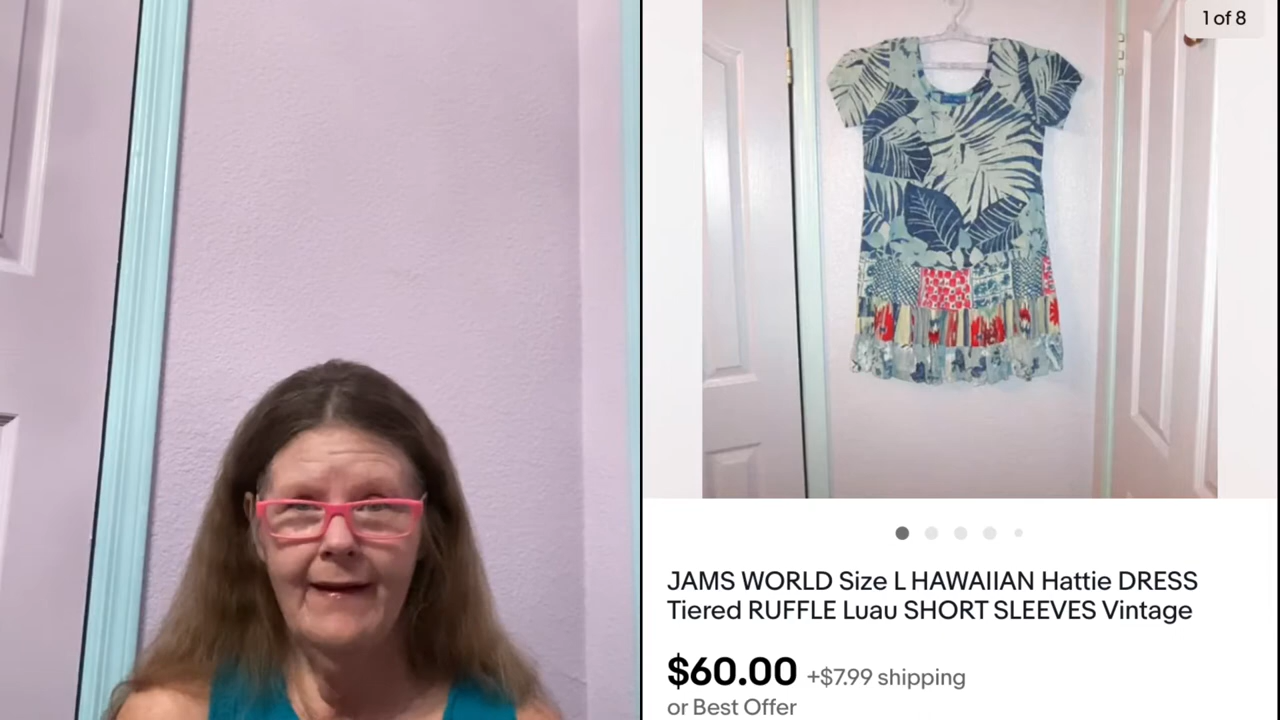 1 of 8
JAMS WORLD Size L HAWAIIAN Hattie DRESS
Tiered RUFFLE Luau SHORT SLEEVES Vintage
$60.00 +$7.99 shipping
or Best Offer